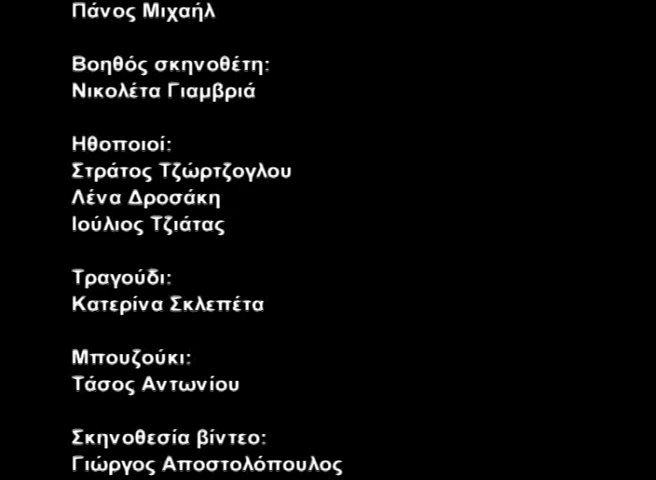 Πάνος Μιχαήλ
Βοηθός σκηνοθέτη:
Νικολέτα Γιαμβριά
Ηθοποιοί:
Στράτος Τζώρτζογλου
Λένα Δροσάκη
Ιούλιος Τζιάτας
Τραγούδι:
Κατερίνα Σκλεπέτα
Μπουζούκι:
Τάσος Αντωνίου
Σκηνοθεσία βίντεο:
Γιώργος Αποστολόπουλος